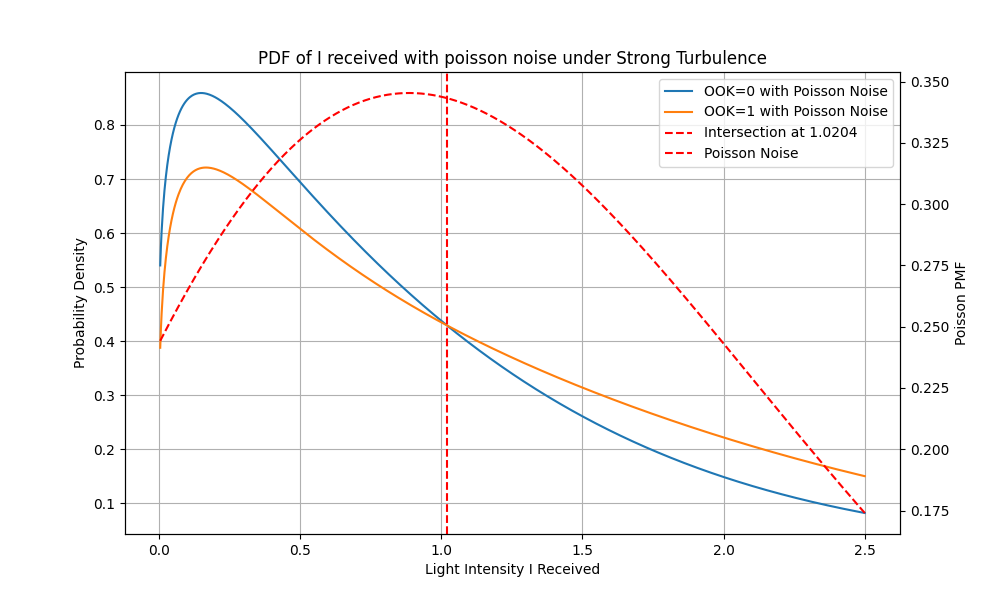 PDF of I received with poisson noise under Strong Turbulence
OOK=0 with Poisson Noise
OOK=1 with Poisson Noise
Intersection at 1.0204
Poisson Noise
Probability Density
0.8
0.7
0.6
0.5
0.4
0.3
0.2
0.1
0.350
0.325
0.300
0.275
0.250
0.225
0.200
0.175
Poisson PMF
0.0 0.5 1.0 1.5 2.0 2.5
Light Intensity I Received